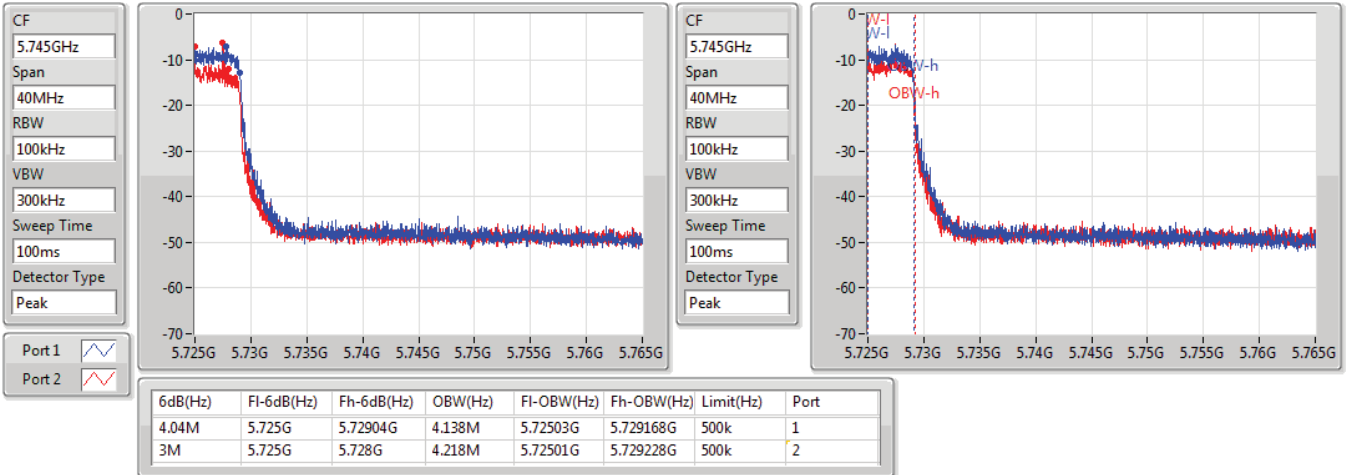 CF
5.745GHz
Span
40MHz
RBW
100kHz
VBW
300kHz
Sweep Time
100ms
Detector Type
Peak
Port 1
Port 2
0
-10
-20
-30
-40
-50
-60
-70
5.725G 5.73G 5.735G 5.74G 5.745G 5.75G 5.755G 5.76G 5.765G
CF
5.745GHz
Span
40MHz
RBW
100kHz
VBW
300kHz
Sweep Time
100ms
Detector Type
Peak
0
-10
-20
-30
-40
-50
-60
-70
W-l
W-l
W-h
OBW-h
5.725G 5.73G 5.735G 5.74G 5.745G 5.75G 5.755G 5.76G 5.765G
6dB(Hz) Fl-6dB(Hz) Fh-6dB(Hz) OBW(Hz) Fl-OBW(Hz) Fh-OBW(Hz) Limit(Hz) Port
4.04M 5.725G 5.72904G 4.138M 5.72503G 5.729168G 500k 1
3M 5.725G 5.728G 4.218M 5.72501G 5.729228G 500k 2